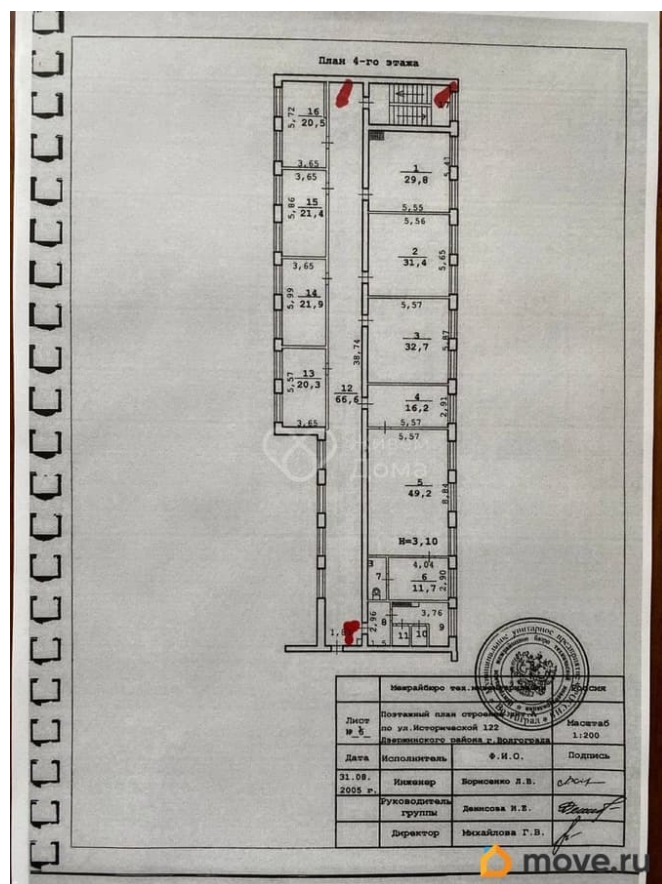 План 4-го этажа
16
20,5
5,72
3,65
3,65
15
21,4
5,86
3,65
14
21,9
5,99
13
20,3
5,57
3,65
12
66,6
38,74
1
29,8
5,41
5,55
5,56
2
31,4
5,65
5,57
3
32,7
5,87
4
16,2
2,91
5,57
5,57
5
49,2
8,84
Н=3,10
4,04
6
11,7
2,90
7
3,76
2,96
8
9
11
10
Живём
Дома
Межрайбюро тех.
РОССИЯ
Лист
Поэтажный план строения
по ул.Исторической 122
Дзержинского района г.Волгограда
Масштаб
1:200
Дата Исполнитель Ф.И.О. Подпись
31.08.
2005 г.
Инженер Борисенко Л.В.
Руководитель
группы
Денисова И.Е.
Директор Михайлова Г.В.
move.ru